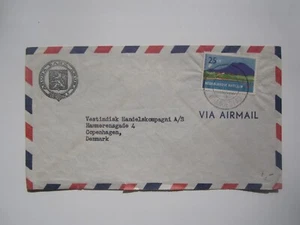 25
VIA AIRMAIL
Vestindisk Handelskompagni A/S
Hammerensgade 4
Copenhagen,
Denmark